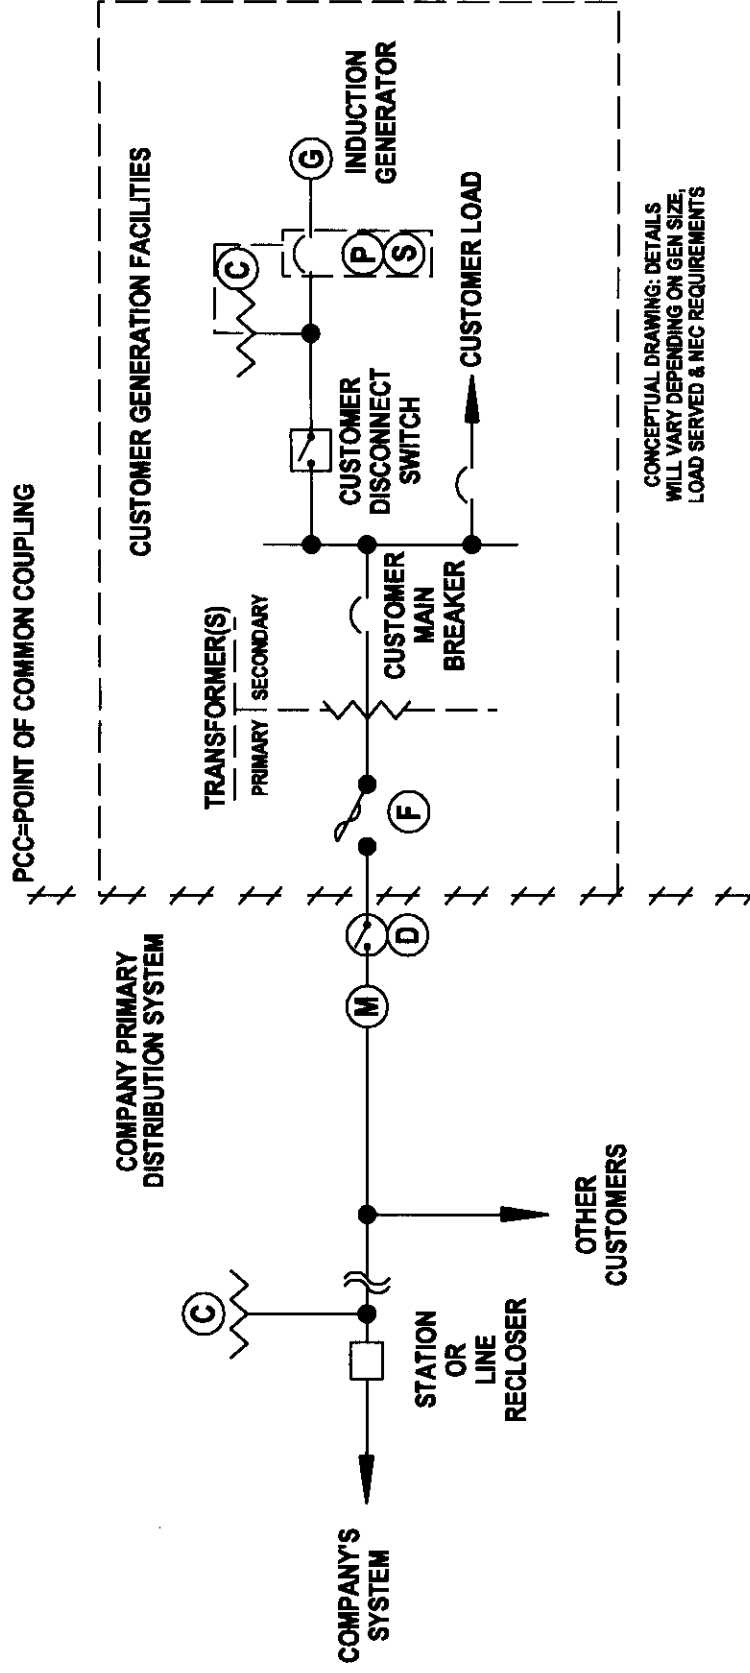 PCC=POINT OF COMMON COUPLING
COMPANY PRIMARY
DISTRIBUTION SYSTEM
CUSTOMER GENERATION FACILITIES
TRANSFORMER(S)
PRIMARY
SECONDARY
C
C
COMPANY'S
SYSTEM
STATION
OR
LINE
RECLOSER
OTHER
CUSTOMERS
M
D
F
CUSTOMER
MAIN
BREAKER
CUSTOMER
DISCONNECT
SWITCH
P
S
G
INDUCTION
GENERATOR
CUSTOMER LOAD
CONCEPTUAL DRAWING: DETAILS
WILL VARY DEPENDING ON GEN SIZE,
LOAD SERVED & NEC REQUIREMENTS